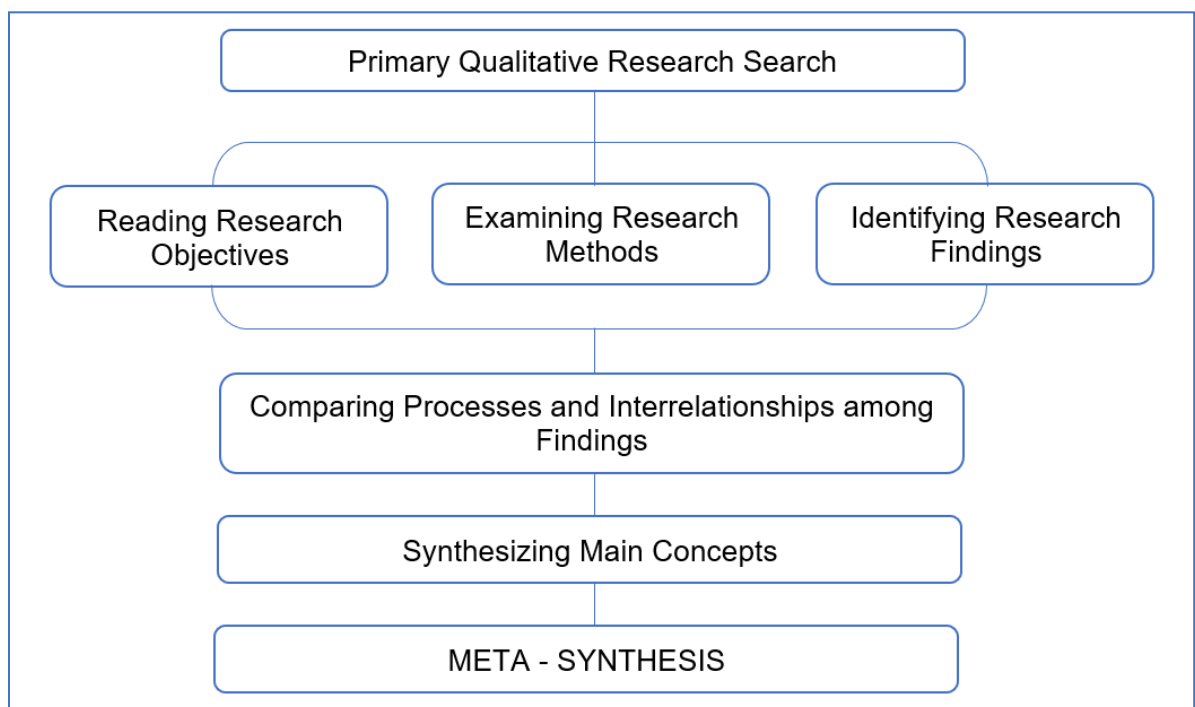 Primary Qualitative Research Search
Reading Research
Objectives
Examining Research
Methods
Identifying Research
Findings
Comparing Processes and Interrelationships among
Findings
Synthesizing Main Concepts
META - SYNTHESIS